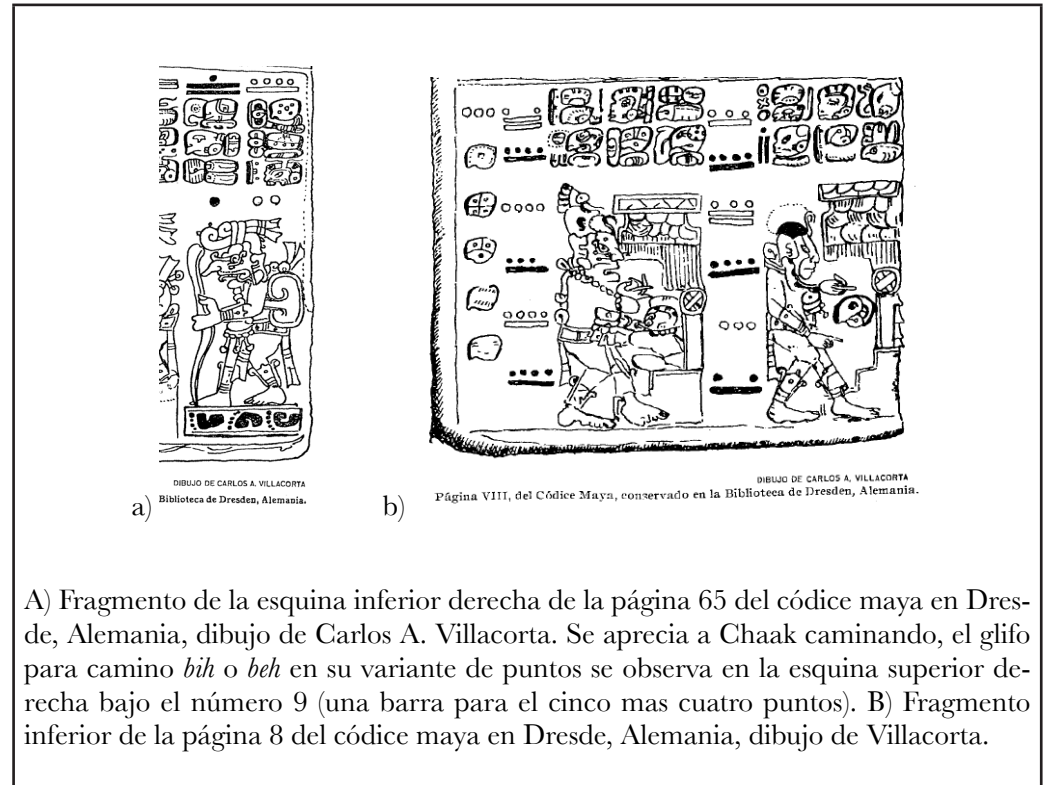 DIBUJO DE CARLOS A. VILLACORTA
Biblioteca de Dresden, Alemania.
a)
DIBUJO DE CARLOS A, VILLACORTA
Página VIII, del Códice Maya, conservado en la Biblioteca de Dresden, Alemania.
b)
A) Fragmento de la esquina inferior derecha de la página 65 del códice maya en Dres-
de, Alemania, dibujo de Carlos A. Villacorta. Se aprecia a Chaak caminando, el glifo
para camino bih o beh en su variante de puntos se observa en la esquina superior de-
recha bajo el número 9 (una barra para el cinco mas cuatro puntos). B) Fragmento
inferior de la página 8 del códice maya en Dresde, Alemania, dibujo de Villacorta.